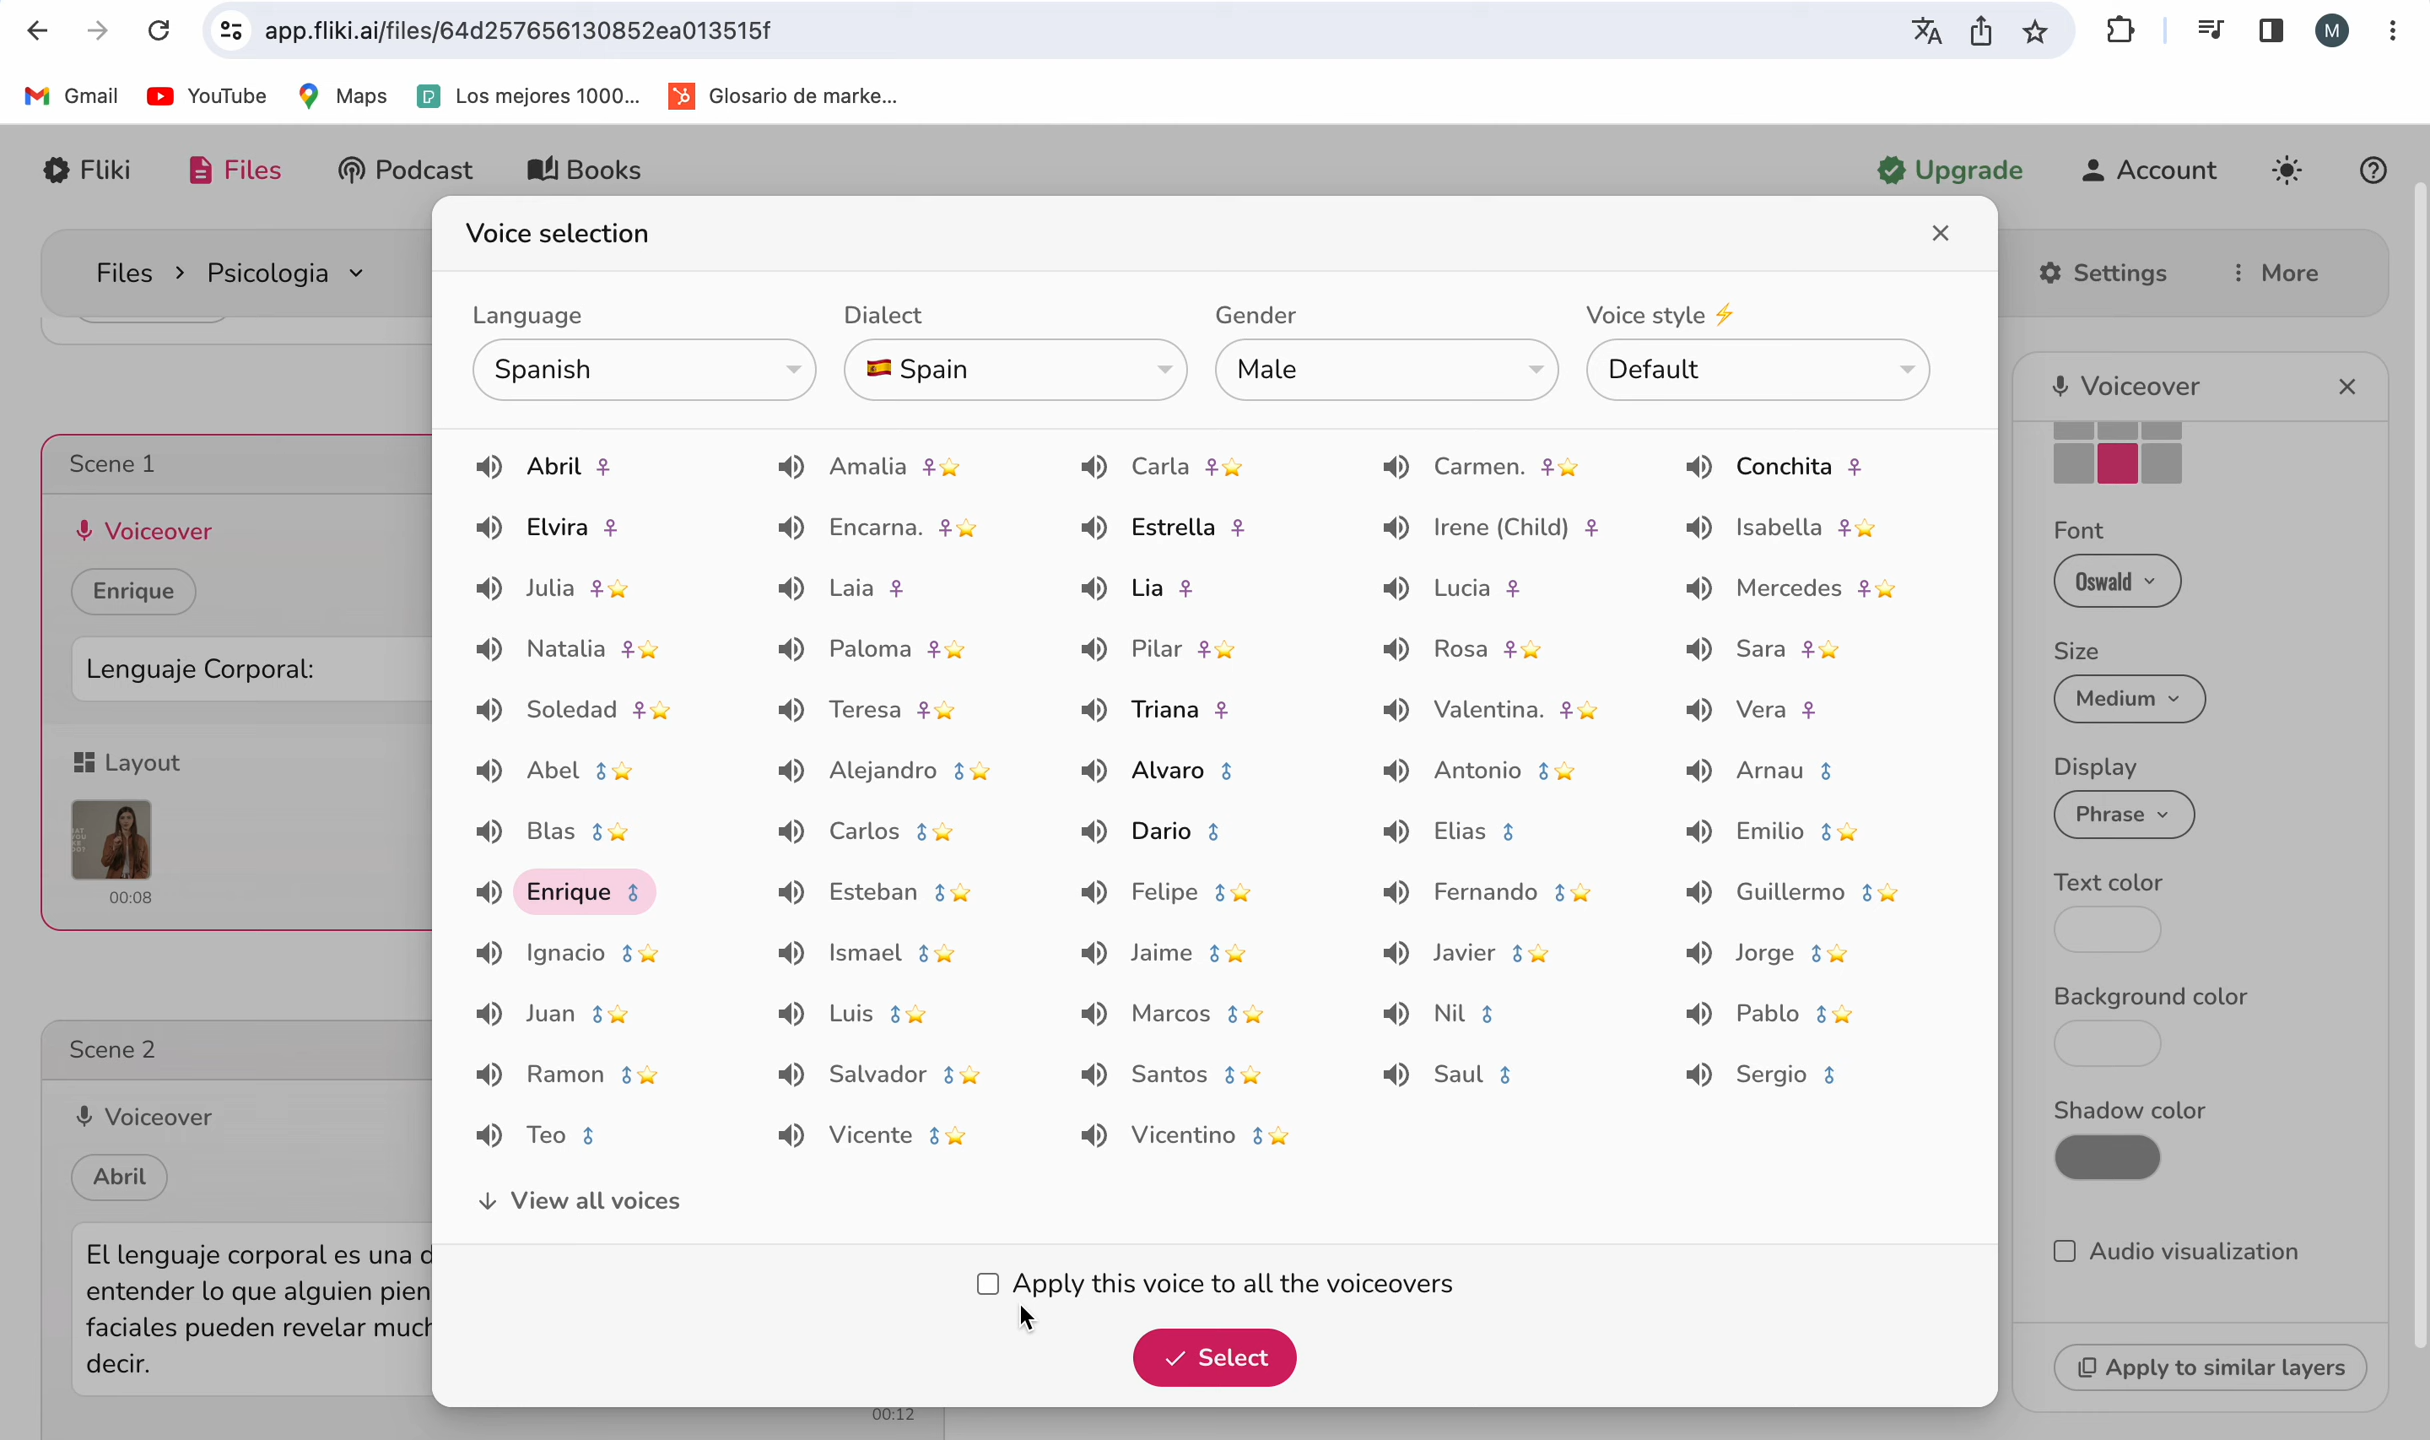 app.fliki.ai/files/64d257656130852ea013515f
M
Gmail YouTube Maps Los mejores 1000... Glosario de marke...
Fliki Files Podcast Books Upgrade Account
Files > Psicologia Settings More
Voice selection
Language Dialect Gender Voice style
Spanish Spain Male Default
Abril Amalia Carla Carmen. Conchita
Elvira Encarna. Estrella Irene (Child) Isabella
Julia Laia Lia Lucia Mercedes
Natalia Paloma Pilar Rosa Sara
Soledad Teresa Triana Valentina. Vera
Abel Alejandro Alvaro Antonio Arnau
Blas Carlos Dario Elias Emilio
Enrique Esteban Felipe Fernando Guillermo
Ignacio Ismael Jaime Javier Jorge
Juan Luis Marcos Nil Pablo
Ramon Salvador Santos Saul Sergio
Teo Vicente Vicentino
View all voices
Apply this voice to all the voiceovers
Select
Scene 1
Voiceover
Enrique
Lenguaje Corporal:
Layout
00:08
Scene 2
Voiceover
Abril
El lenguaje corporal es una
entender lo que alguien
faciales pueden revelar
decir.
00:12
Voiceover
Font
Oswald
Size
Medium
Display
Phrase
Text color
Background color
Shadow color
Audio visualization
Apply to similar layers